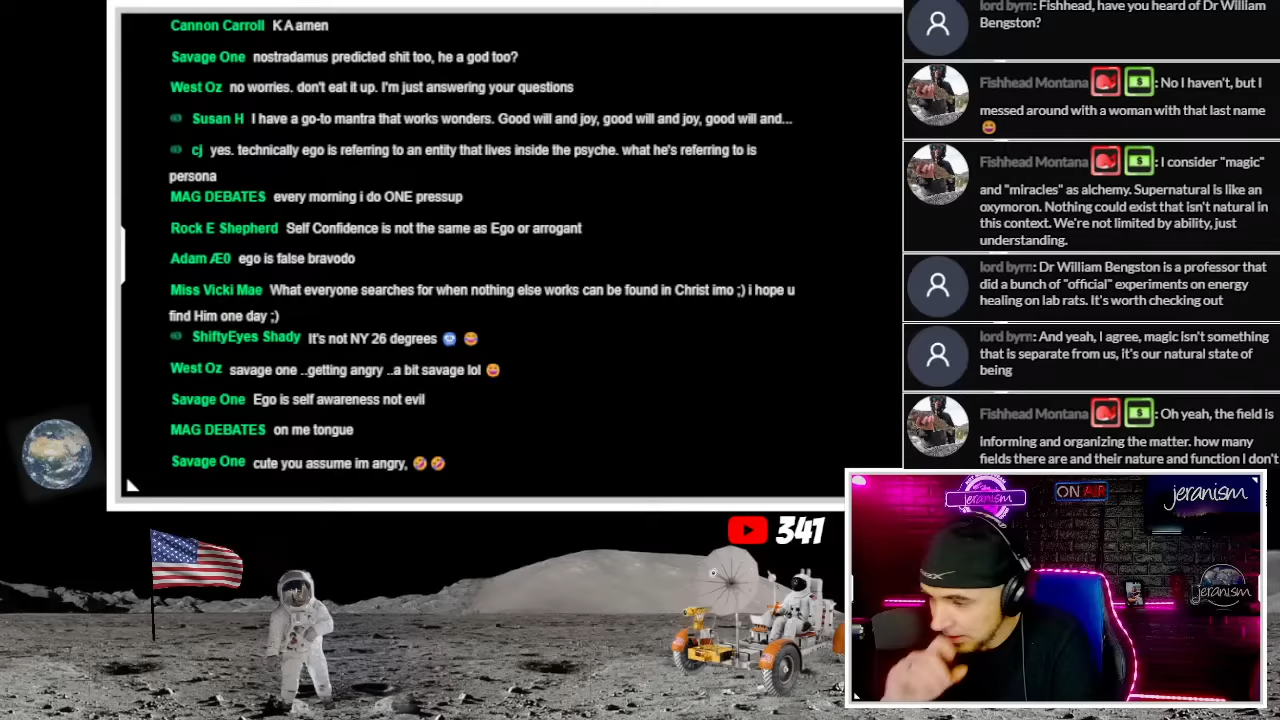 Cannon Carroll K A amen
Savage One nostradamus predicted shit too, he a god too?
West Oz no worries. don't eat it up. I'm just answering your questions
Susan H I have a go-to mantra that works wonders. Good will and joy, good will and joy, good will and...
cj yes. technically ego is referring to an entity that lives inside the psyche. what he's referring to is
persona
MAG DEBATES every morning i do ONE pressup
Rock E Shepherd Self Confidence is not the same as Ego or arrogant
Adam ÆO ego is false bravodo
Miss Vicki Mae What everyone searches for when nothing else works can be found in Christ imo ;) i hope u
find Him one day ;)
ShiftyEyes Shady It's not NY 26 degrees 🥶 😆
West Oz savage one ..getting angry ..a bit savage lol 😄
Savage One Ego is self awareness not evil
MAG DEBATES on me tongue
Savage One cute you assume im angry, 🤣🤣
lord byrn: Fishhead, have you heard of Dr William
Bengston?
Fishhead Montana : No I haven't, but I
messed around with a woman with that last name
😆
Fishhead Montana : I consider "magic"
and "miracles" as alchemy. Supernatural is like an
oxymoron. Nothing could exist that isn't natural in
this context. We're not limited by ability, just
understanding.
lord byrn: Dr William Bengston is a professor that
did a bunch of "official" experiments on energy
healing on lab rats. It's worth checking out
lord byrn: And yeah, I agree, magic isn't something
that is separate from us, it's our natural state of
being
Fishhead Montana : Oh yeah, the field is
informing and organizing the matter. how many
fields there are and their nature and function I don't
341
jeranism
ON AIR
jeranism
jeranism